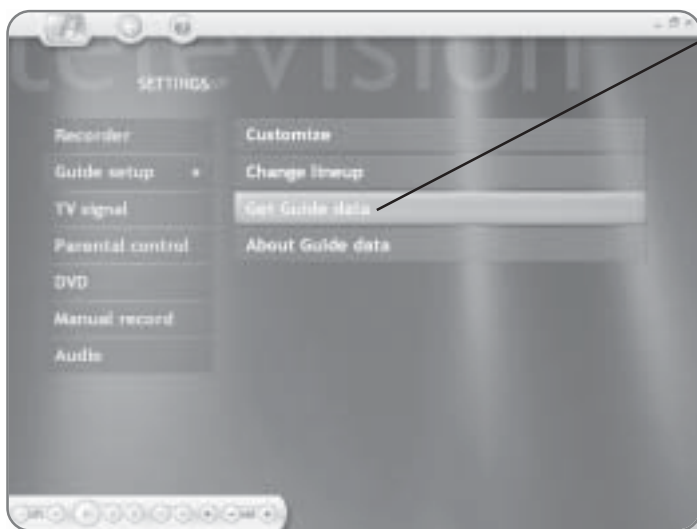 television
SETTINGS
Recorder
Guide setup
TV signal
Parental control
DVD
Manual record
Audio
Customize
Change lineup
Get Guide data
About Guide data